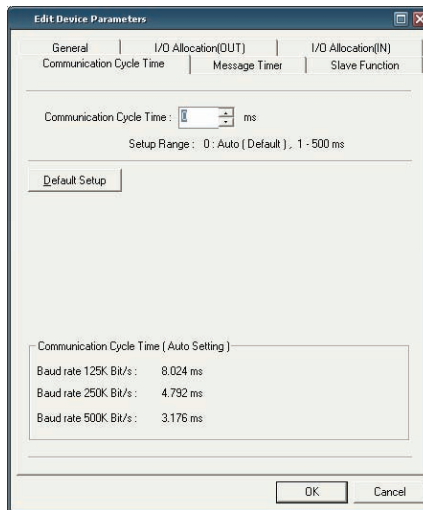 Edit Device Parameters
General I/O Allocation(OUT) I/O Allocation(IN)
Communication Cycle Time Message Timer Slave Function
Communication Cycle Time : 0 ms
Setup Range : 0 : Auto ( Default ) , 1 - 500 ms
Default Setup
Communication Cycle Time ( Auto Setting )
Baud rate 125K Bit/s : 8.024 ms
Baud rate 250K Bit/s : 4.792 ms
Baud rate 500K Bit/s : 3.176 ms
OK Cancel